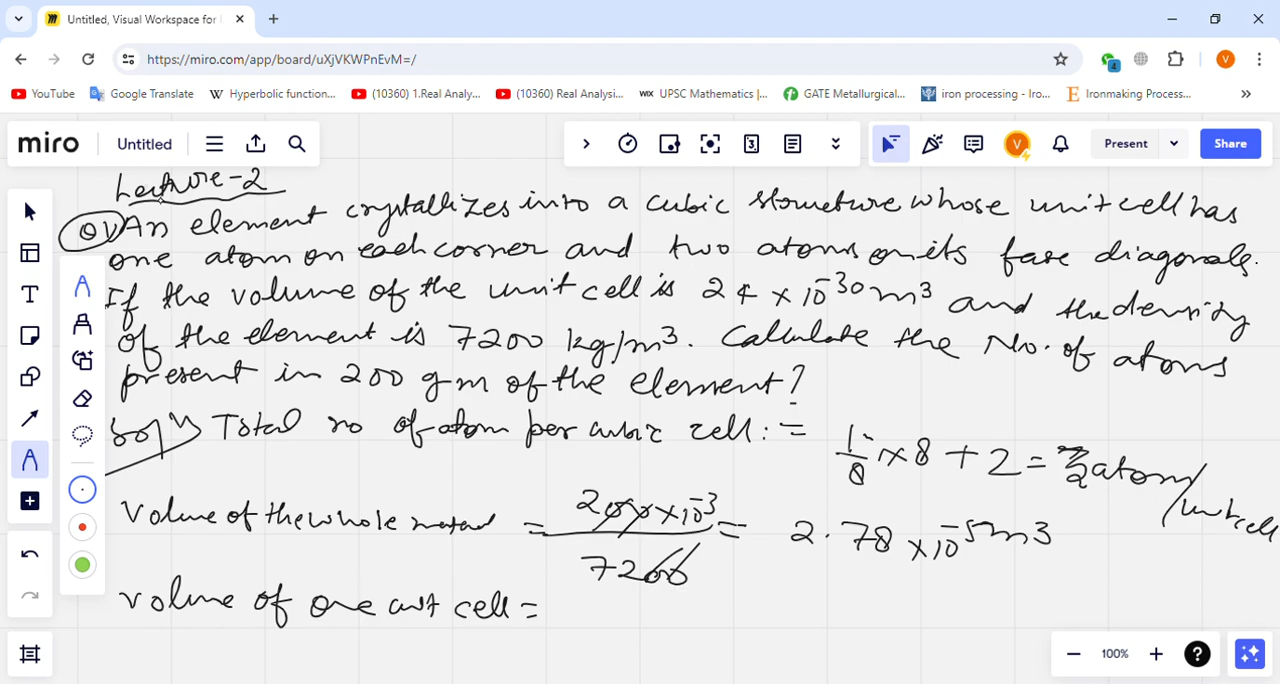 Untitled, Visual Workspace for
https://miro.com/app/board/uXjVKWPnEvM=/
4
V
YouTube
Google Translate
Hyperbolic function...
(10360) 1.Real Analy...
(10360) Real Analysi...
WIX UPSC Mathematics |...
GATE Metallurgical...
iron processing - Iro...
Ironmaking Process...
miro
Untitled
3
V
Present
Share
Lecture-2
Q1) An element crystallizes into a cubic structure whose unit cell has
one atom on each corner and two atoms on its face diagonals.
If the volume of the unit cell is 24 × 10⁻³⁰ m³ and the density
of the element is 7200 kg/m³. Calculate the No. of atoms
present in 200 gm of the element?
Soln Total no of atom per cubic cell: =
1/8 × 8 + 2 = atom/unit cell
Volume of the whole = 200 × 10⁻³ / 7200 = 2.78 × 10⁻⁵ m³
volume of one unit cell =
100%
?